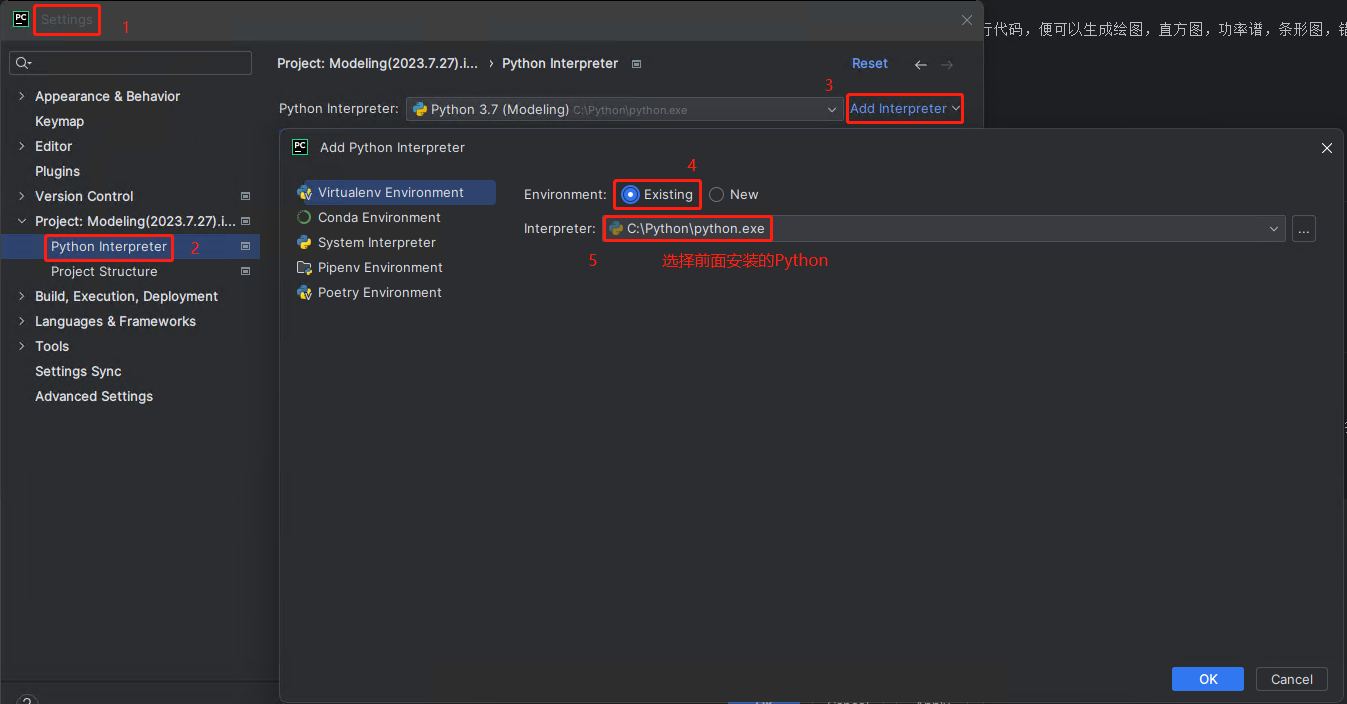 PC Settings 1
行代码，便可以生成绘图，直方图，功率谱，条形图，错
Project: Modeling(2023.7.27).i... › Python Interpreter
Reset
3
Python Interpreter: Python 3.7 (Modeling) C:\Python\python.exe
Add Interpreter
Appearance & Behavior
Keymap
Editor
Plugins
Version Control
Project: Modeling(2023.7.27).i...
Python Interpreter 2
Project Structure
Build, Execution, Deployment
Languages & Frameworks
Tools
Settings Sync
Advanced Settings
?
PC Add Python Interpreter
Virtualenv Environment
Conda Environment
System Interpreter
Pipenv Environment
Poetry Environment
4
Environment: Existing New
Interpreter: C:\Python\python.exe ...
5 选择前面安装的Python
OK Cancel